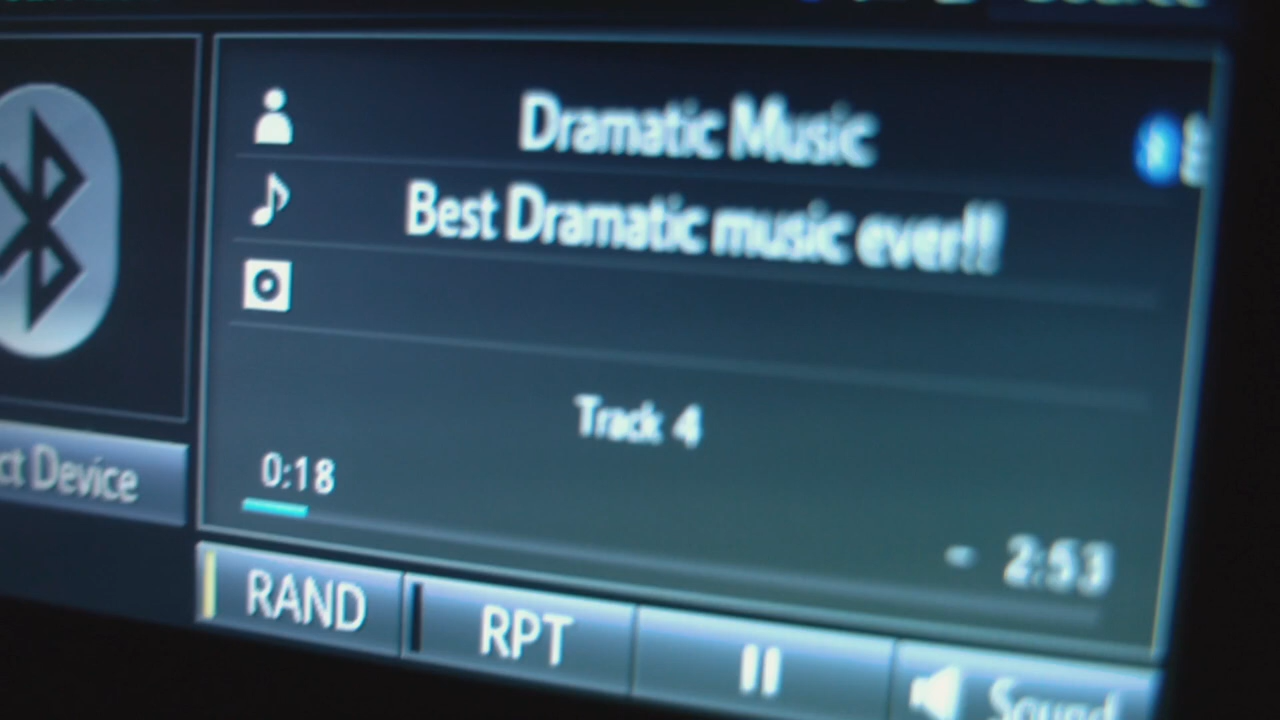 Dramatic Music
Best Dramatic music ever!!
Track 4
ct Device
0:18
- 2:53
RAND
RPT
Sound